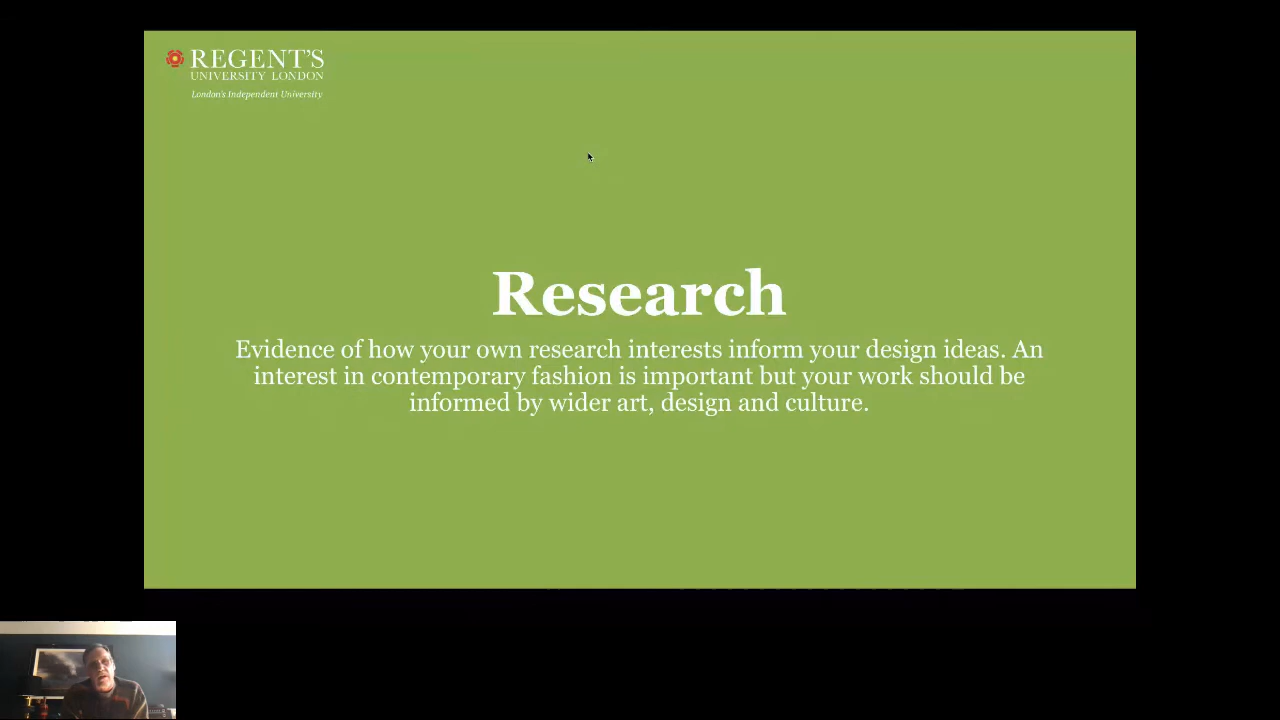 REGENT'S
UNIVERSITY LONDON
London's Independent University
Research
Evidence of how your own research interests inform your design ideas. An
interest in contemporary fashion is important but your work should be
informed by wider art, design and culture.